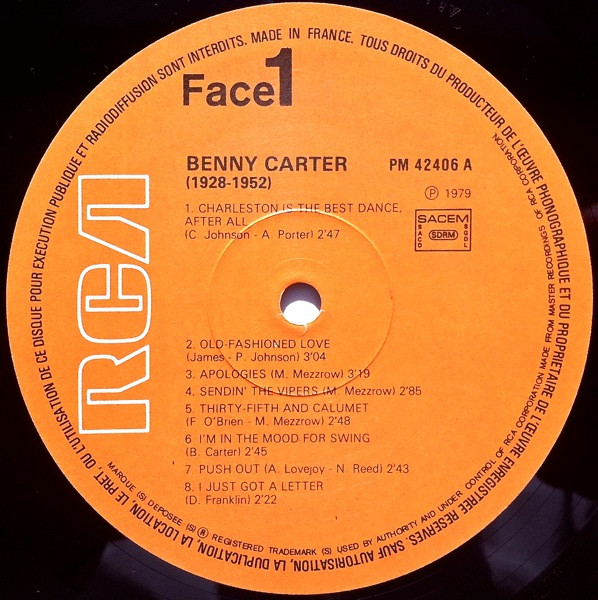 Face 1
BENNY CARTER
(1928-1952)
PM 42406 A
Ⓟ 1979
SACEM
SACD
SDRM
SGDL
1. CHARLESTON IS THE BEST DANCE,
AFTER ALL
(C. Johnson - A. Porter) 2'47
2. OLD-FASHIONED LOVE
(James - P. Johnson) 3'04
3. APOLOGIES (M. Mezzrow) 3'19
4. SENDIN' THE VIPERS (M. Mezzrow) 2'85
5. THIRTY-FIFTH AND CALUMET
(F. O'Brien - M. Mezzrow) 2'48
6. I'M IN THE MOOD FOR SWING
(B. Carter) 2'45
7. PUSH OUT (A. Lovejoy - N. Reed) 2'43
8. I JUST GOT A LETTER
(D. Franklin) 2'22
RCA
MADE IN FRANCE. TOUS DROITS DU PRODUCTEUR DE L'ŒUVRE PHONOGRAPHIQUE ET DU PROPRIETAIRE DE L'ŒUVRE ENREGISTREE RESERVES. SAUF AUTORISATION, LA DUPLICATION, LA LOCATION, LE PRET, OU L'UTILISATION DE CE DISQUE POUR EXECUTION PUBLIQUE ET RADIODIFFUSION SONT INTERDITS.
MARQUE (S) DEPOSEE (S) ® REGISTERED TRADEMARK (S) USED BY AUTHORITY AND UNDER CONTROL OF RCA CORPORATION MADE FROM MASTER RECORDINGS OF RCA CORPORATION.